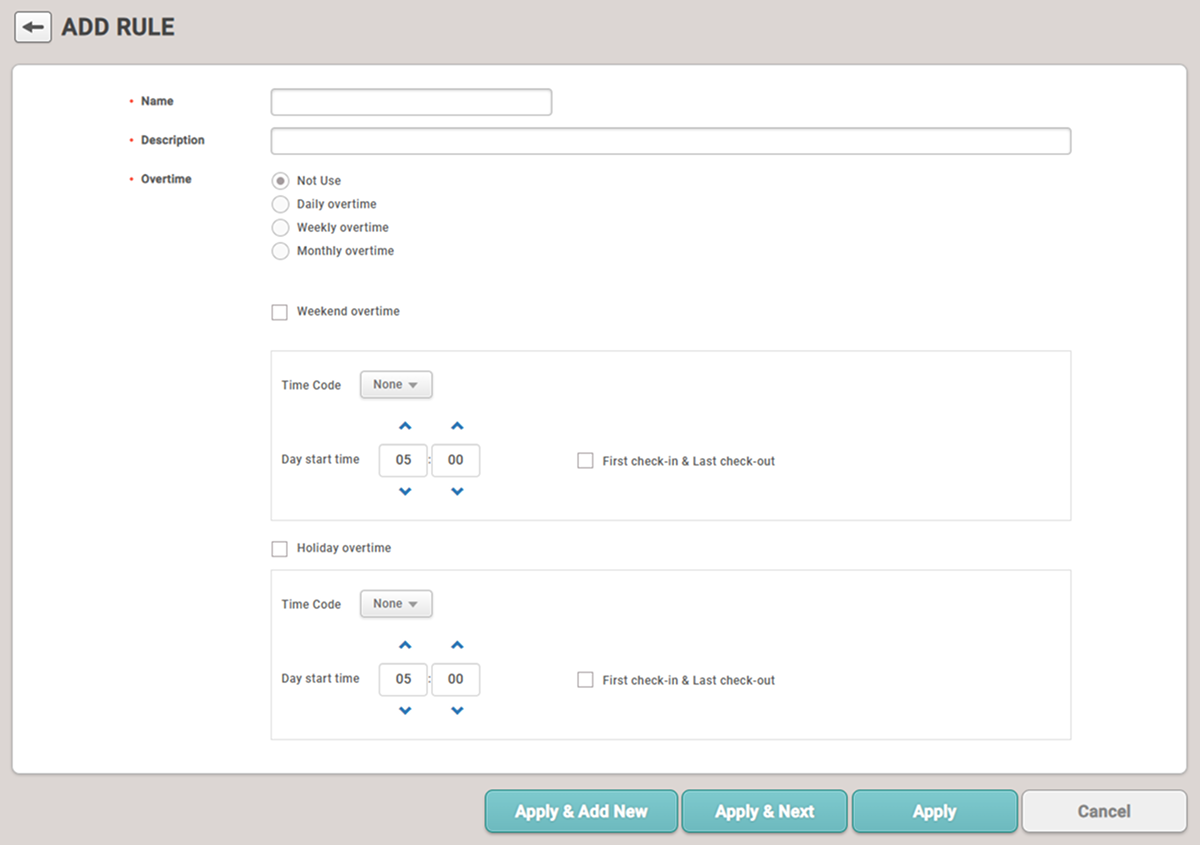 ADD RULE
• Name
• Description
• Overtime
Not Use
Daily overtime
Weekly overtime
Monthly overtime
Weekend overtime
Time Code None
Day start time 05 : 00 First check-in & Last check-out
Holiday overtime
Time Code None
Day start time 05 : 00 First check-in & Last check-out
Apply & Add New Apply & Next Apply Cancel